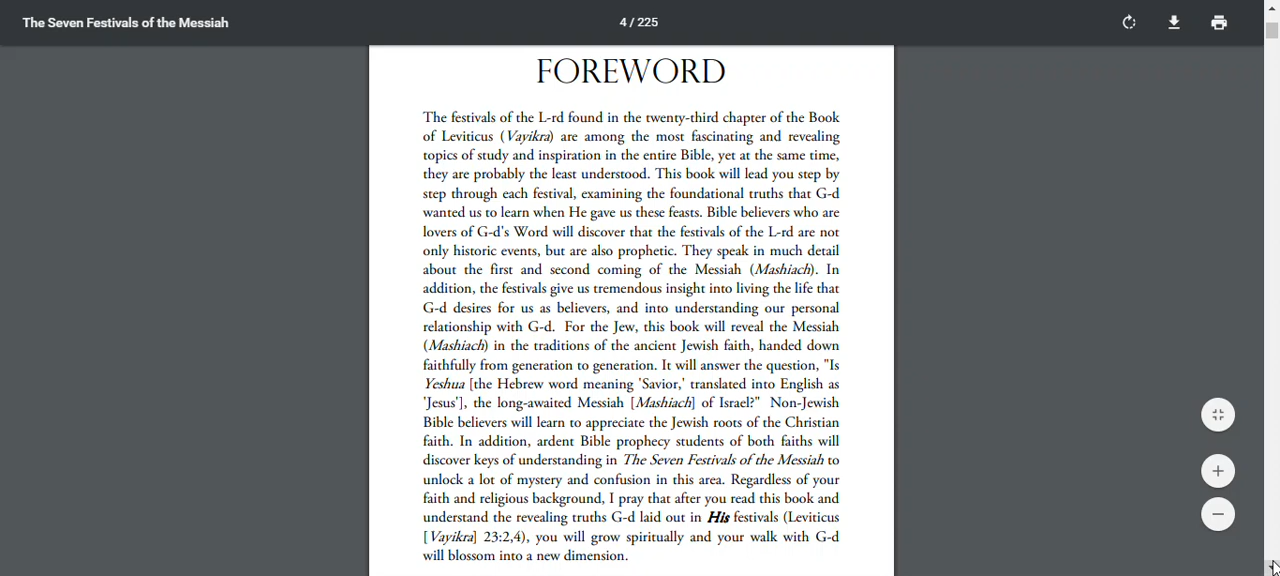 The Seven Festivals of the Messiah
4 / 225
FOREWORD
The festivals of the L-rd found in the twenty-third chapter of the Book
of Leviticus (Vayikra) are among the most fascinating and revealing
topics of study and inspiration in the entire Bible, yet at the same time,
they are probably the least understood. This book will lead you step by
step through each festival, examining the foundational truths that G-d
wanted us to learn when He gave us these feasts. Bible believers who are
lovers of G-d's Word will discover that the festivals of the L-rd are not
only historic events, but are also prophetic. They speak in much detail
about the first and second coming of the Messiah (Mashiach). In
addition, the festivals give us tremendous insight into living the life that
G-d desires for us as believers, and into understanding our personal
relationship with G-d. For the Jew, this book will reveal the Messiah
(Mashiach) in the traditions of the ancient Jewish faith, handed down
faithfully from generation to generation. It will answer the question, "Is
Yeshua [the Hebrew word meaning 'Savior,' translated into English as
'Jesus'], the long-awaited Messiah [Mashiach] of Israel?" Non-Jewish
Bible believers will learn to appreciate the Jewish roots of the Christian
faith. In addition, ardent Bible prophecy students of both faiths will
discover keys of understanding in The Seven Festivals of the Messiah to
unlock a lot of mystery and confusion in this area. Regardless of your
faith and religious background, I pray that after you read this book and
understand the revealing truths G-d laid out in His festivals (Leviticus
[Vayikra] 23:2,4), you will grow spiritually and your walk with G-d
will blossom into a new dimension.